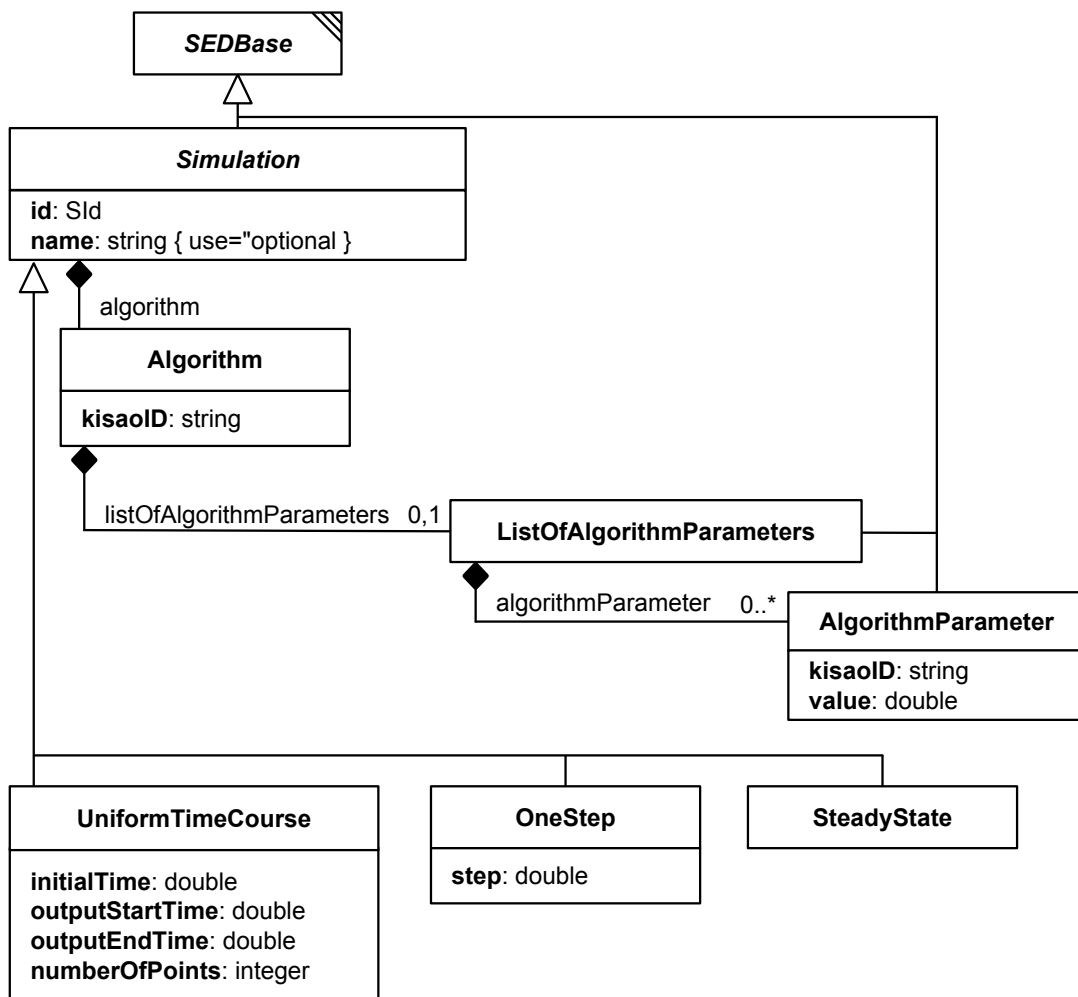 SEDBase
Simulation
id: SId
name: string { use="optional }
algorithm
Algorithm
kisaoID: string
listOfAlgorithmParameters 0,1
ListOfAlgorithmParameters
algorithmParameter 0..*
AlgorithmParameter
kisaoID: string
value: double
UniformTimeCourse
initialTime: double
outputStartTime: double
outputEndTime: double
numberOfPoints: integer
OneStep
step: double
SteadyState